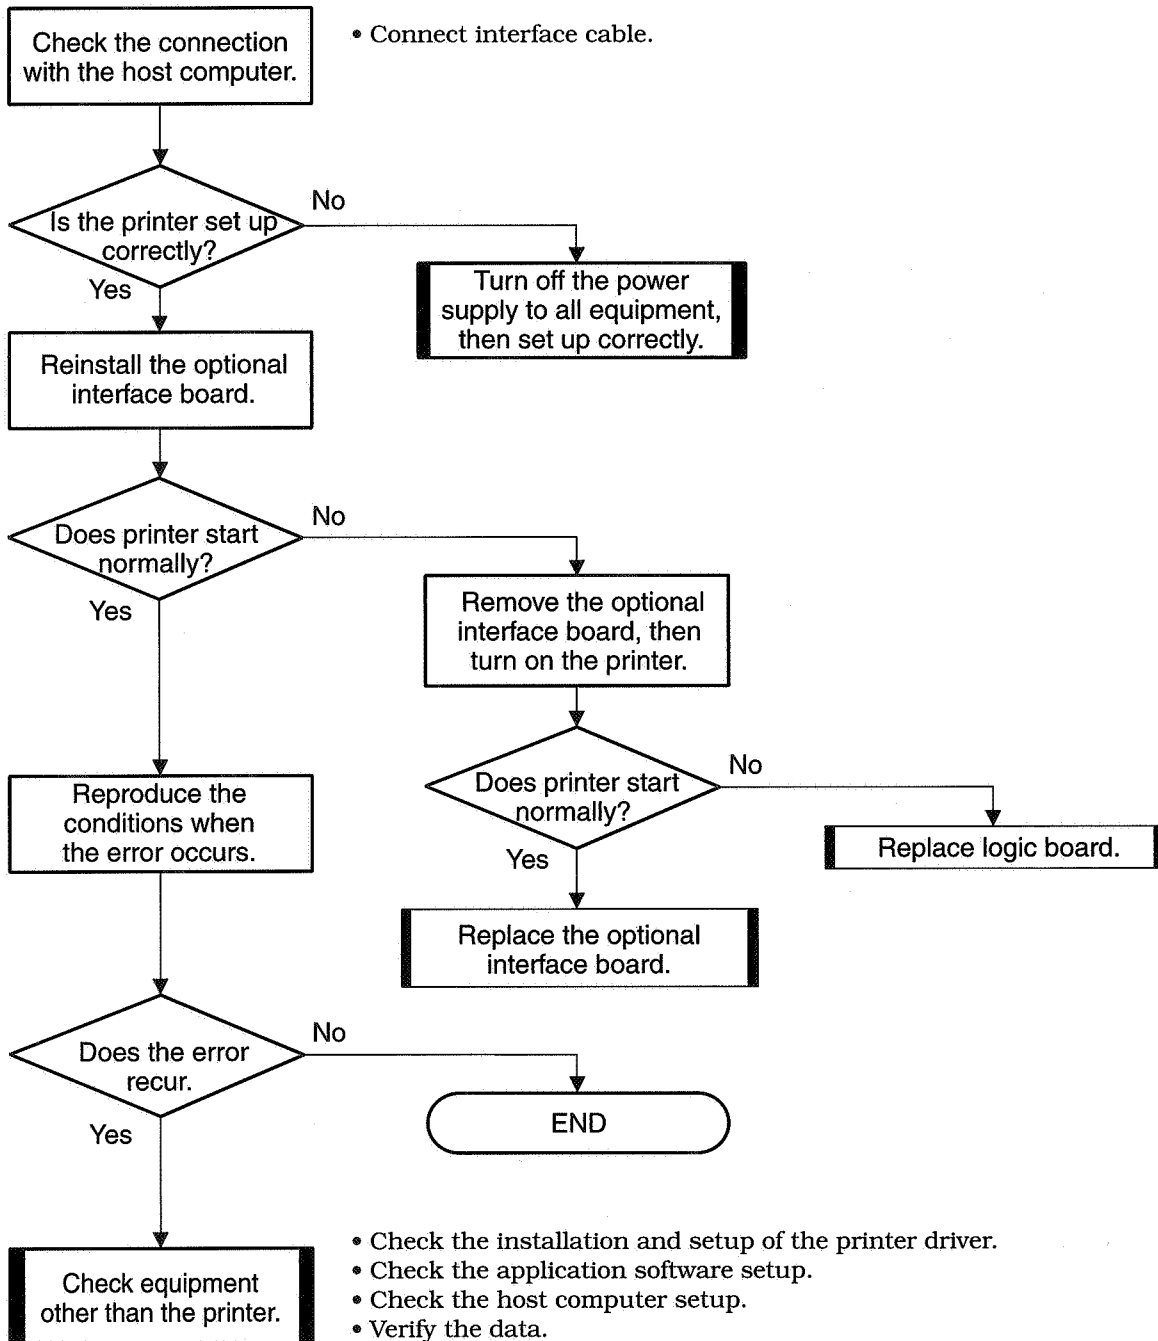 Check the connection
with the host computer.
• Connect interface cable.
Is the printer set up
correctly?
No
Yes
Turn off the power
supply to all equipment,
then set up correctly.
Reinstall the optional
interface board.
Does printer start
normally?
No
Yes
Remove the optional
interface board, then
turn on the printer.
Does printer start
normally?
No
Yes
Replace logic board.
Replace the optional
interface board.
Reproduce the
conditions when
the error occurs.
Does the error
recur.
No
Yes
END
Check equipment
other than the printer.
• Check the installation and setup of the printer driver.
• Check the application software setup.
• Check the host computer setup.
• Verify the data.